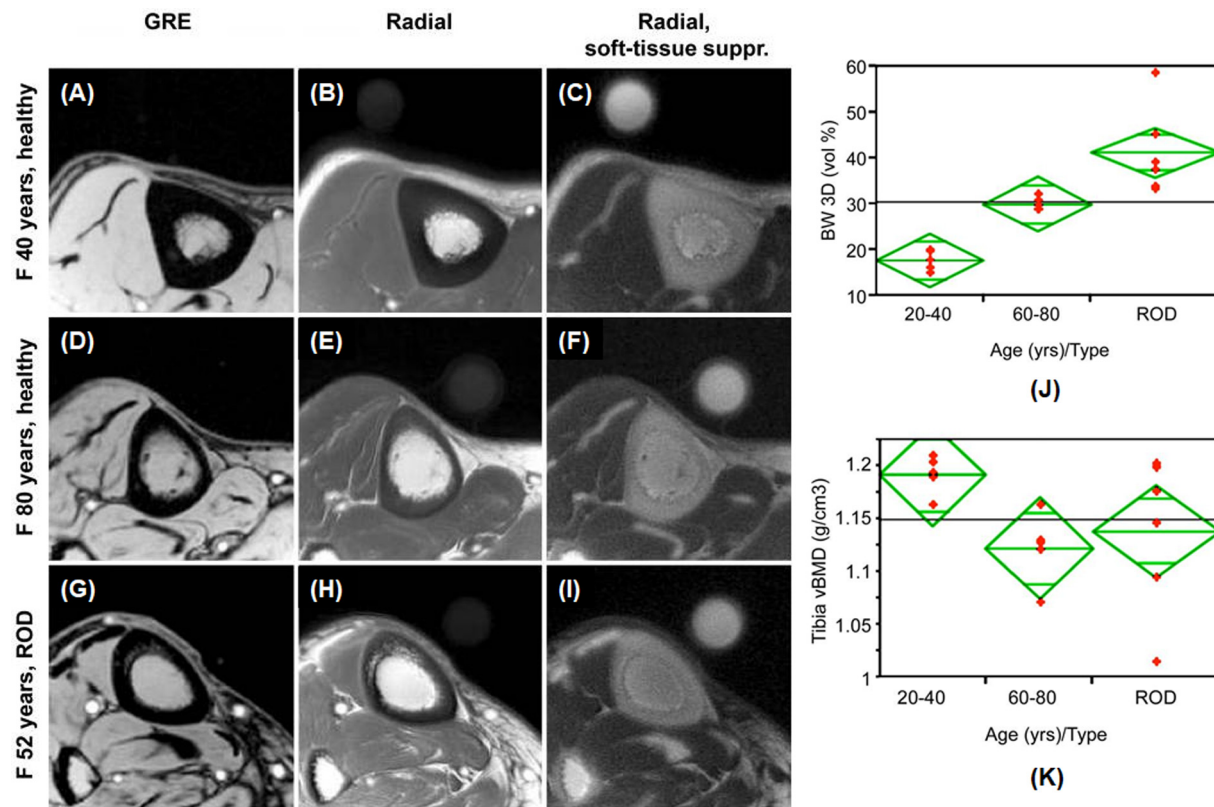 GRE
Radial
Radial,
soft-tissue suppr.
F 40 years, healthy
(A)
(B)
(C)
F 80 years, healthy
(D)
(E)
(F)
F 52 years, ROD
(G)
(H)
(I)
BW 3D (vol %)
60
50
40
30
20
10
20-40
60-80
ROD
Age (yrs)/Type
(J)
Tibia vBMD (g/cm3)
1.2
1.15
1.1
1.05
1
20-40
60-80
ROD
Age (yrs)/Type
(K)